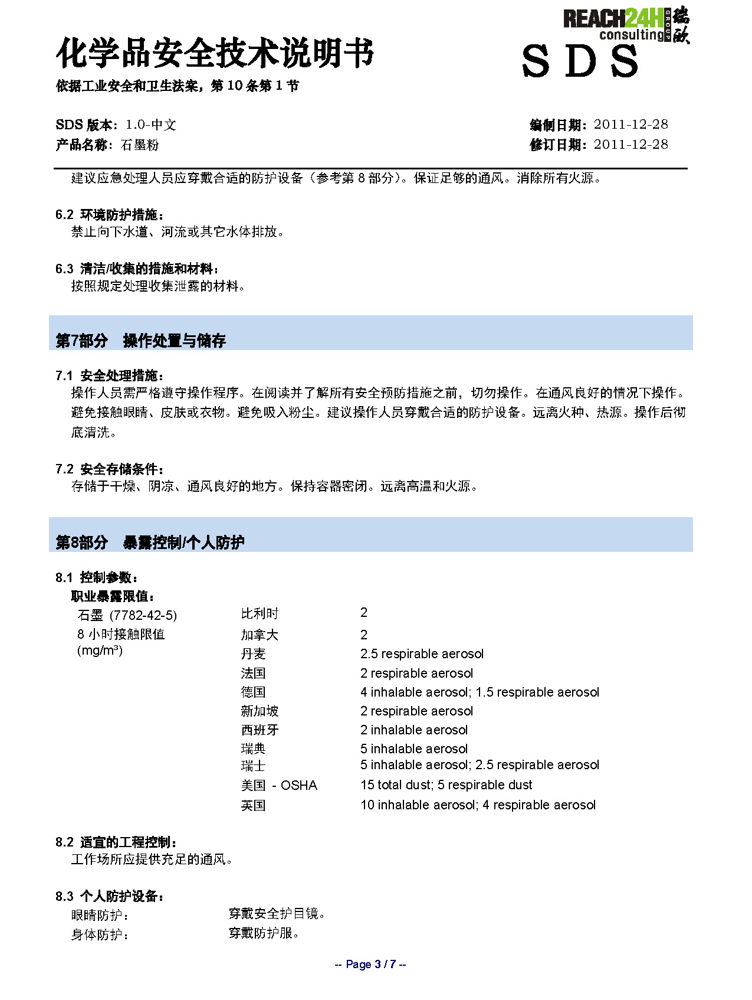 REACH24H GROUP 瑞欧
consulting
化学品安全技术说明书 SDS
依据工业安全和卫生法案，第 10 条第 1 节
SDS 版本：1.0-中文 编制日期：2011-12-28
产品名称：石墨粉 修订日期：2011-12-28
建议应急处理人员应穿戴合适的防护设备（参考第 8 部分）。保证足够的通风。消除所有火源。
6.2 环境防护措施：
禁止向下水道、河流或其它水体排放。
6.3 清洁/收集的措施和材料：
按照规定处理收集泄露的材料。
第7部分 操作处置与储存
7.1 安全处理措施：
操作人员需严格遵守操作程序。在阅读并了解所有安全预防措施之前，切勿操作。在通风良好的情况下操作。
避免接触眼睛、皮肤或衣物。避免吸入粉尘。建议操作人员穿戴合适的防护设备。远离火种、热源。操作后彻
底清洗。
7.2 安全存储条件：
存储于干燥、阴凉、通风良好的地方。保持容器密闭。远离高温和火源。
第8部分 暴露控制/个人防护
8.1 控制参数：
职业暴露限值：
石墨 (7782-42-5) 比利时 2
8 小时接触限值 加拿大 2
(mg/m³) 丹麦 2.5 respirable aerosol
法国 2 respirable aerosol
德国 4 inhalable aerosol; 1.5 respirable aerosol
新加坡 2 respirable aerosol
西班牙 2 inhalable aerosol
瑞典 5 inhalable aerosol
瑞士 5 inhalable aerosol; 2.5 respirable aerosol
美国 - OSHA 15 total dust; 5 respirable dust
英国 10 inhalable aerosol; 4 respirable aerosol
8.2 适宜的工程控制：
工作场所应提供充足的通风。
8.3 个人防护设备：
眼睛防护： 穿戴安全护目镜。
身体防护： 穿戴防护服。
-- Page 3 / 7 --